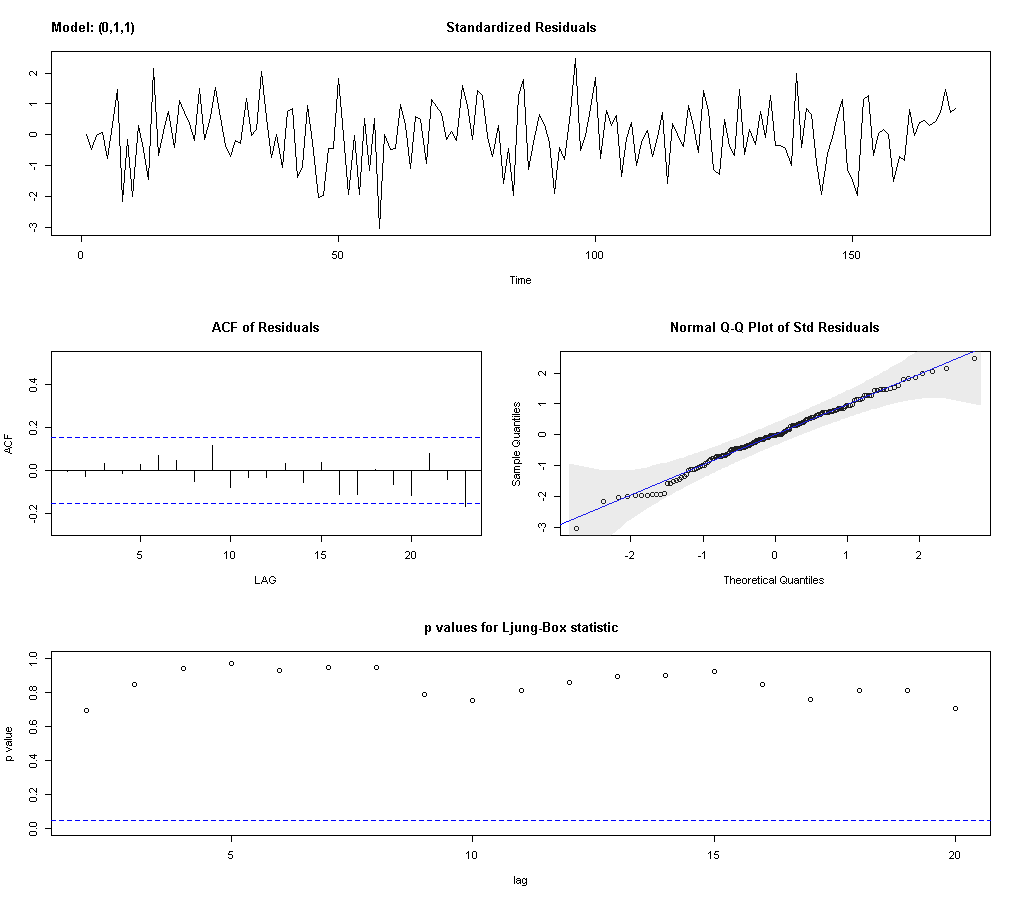 Model: (0,1,1) Standardized Residuals
2
1
0
-1
-2
-3
0 50 100 150
Time
ACF of Residuals
ACF
0.4
0.2
0.0
-0.2
5 10 15 20
LAG
Normal Q-Q Plot of Std Residuals
Sample Quantiles
2
1
0
-1
-2
-3
-2 -1 0 1 2
Theoretical Quantiles
p values for Ljung-Box statistic
p value
1.0
0.8
0.6
0.4
0.2
0.0
5 10 15 20
lag